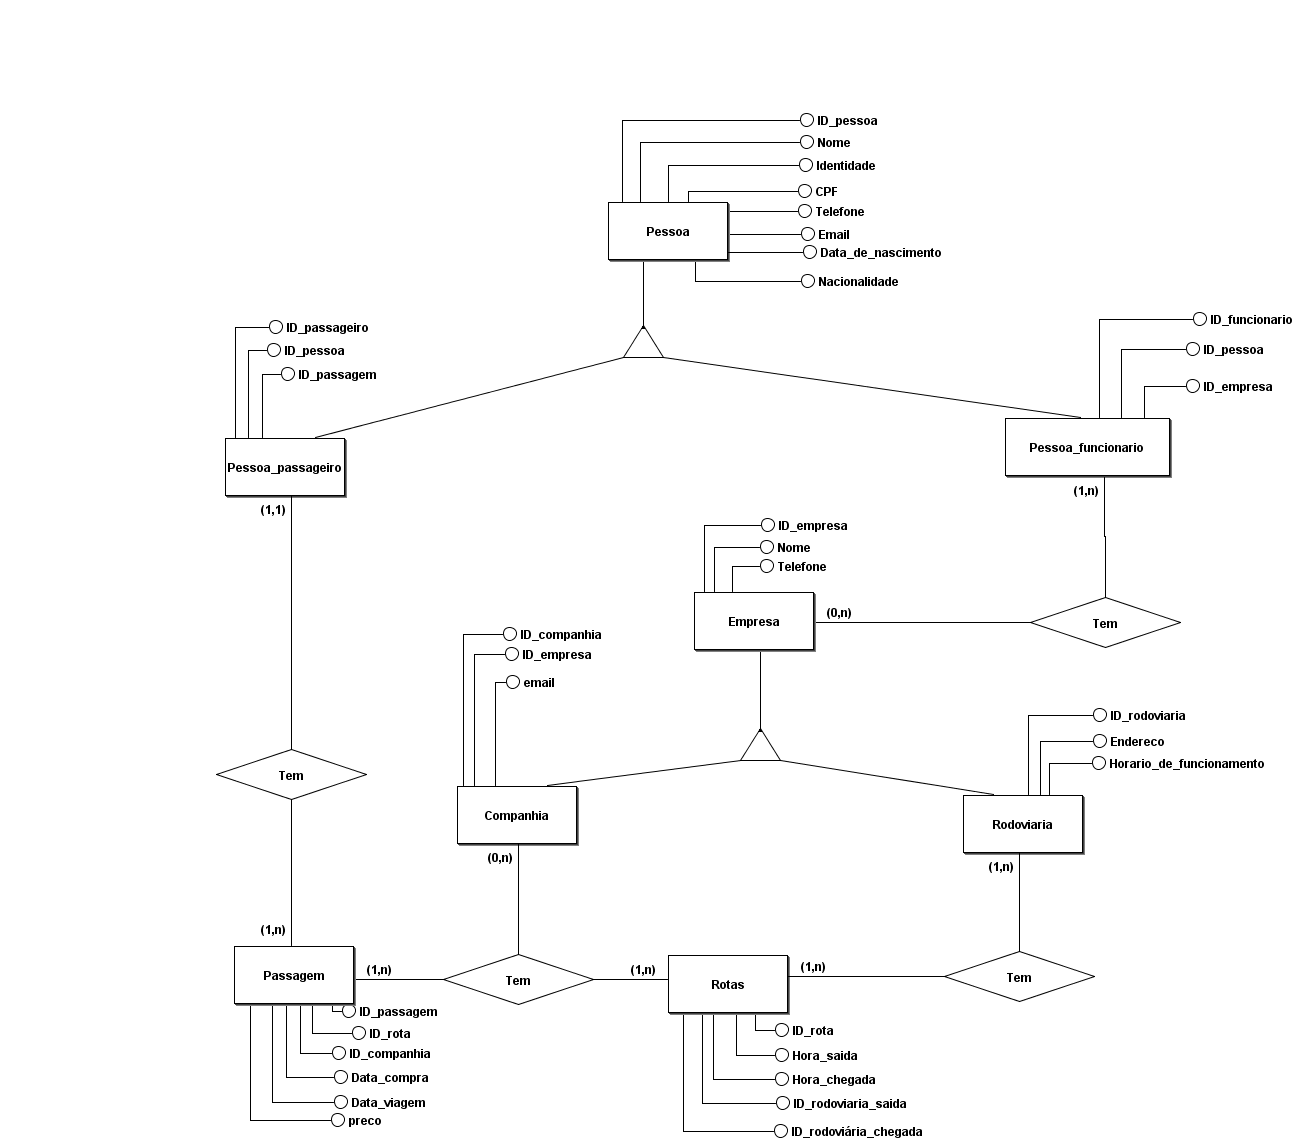 ID_pessoa
Nome
Identidade
CPF
Telefone
Email
Data_de_nascimento
Nacionalidade
Pessoa
ID_passageiro
ID_pessoa
ID_passagem
Pessoa_passageiro
(1,1)
ID_funcionario
ID_pessoa
ID_empresa
Pessoa_funcionario
(1,n)
ID_empresa
Nome
Telefone
Empresa
(0,n)
Tem
ID_companhia
ID_empresa
email
Companhia
(0,n)
ID_rodoviaria
Endereco
Horario_de_funcionamento
Rodoviaria
(1,n)
Tem
(1,n)
Passagem
(1,n)
Tem
(1,n)
Rotas
(1,n)
Tem
ID_passagem
ID_rota
ID_companhia
Data_compra
Data_viagem
preco
ID_rota
Hora_saida
Hora_chegada
ID_rodoviaria_saida
ID_rodoviária_chegada